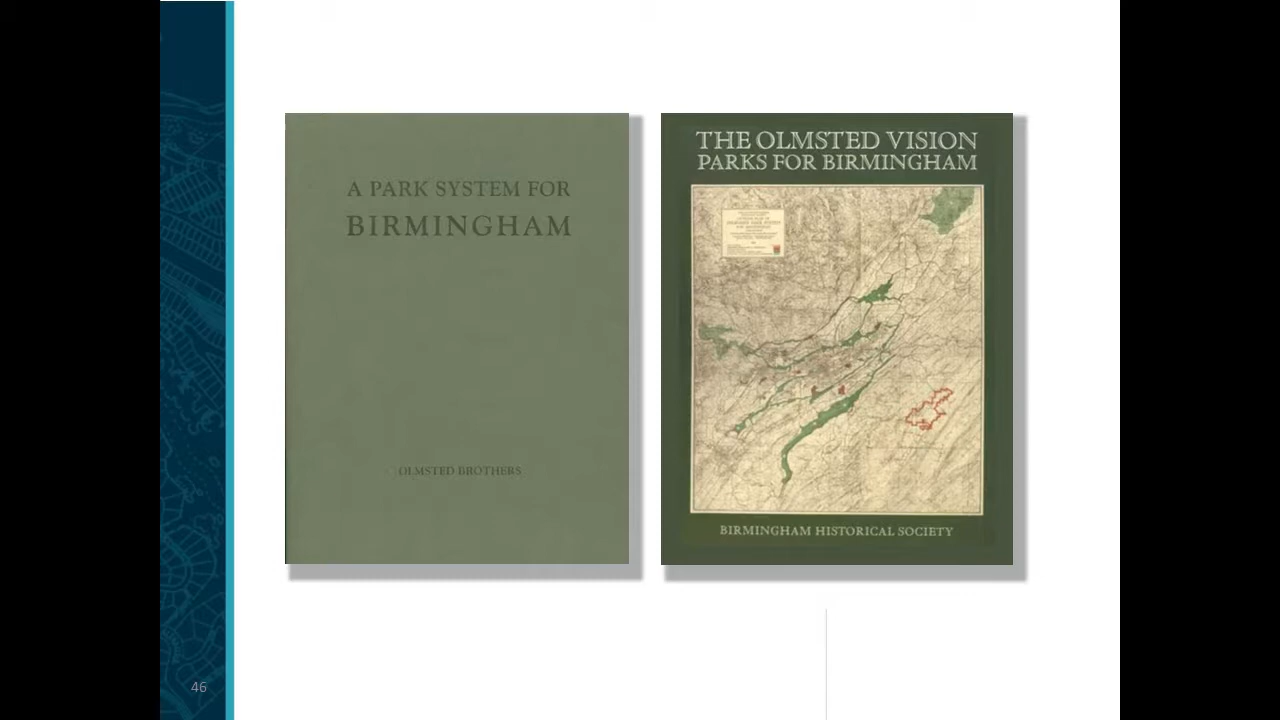 A PARK SYSTEM FOR
BIRMINGHAM
OLMSTED BROTHERS
THE OLMSTED VISION
PARKS FOR BIRMINGHAM
BIRMINGHAM HISTORICAL SOCIETY
46